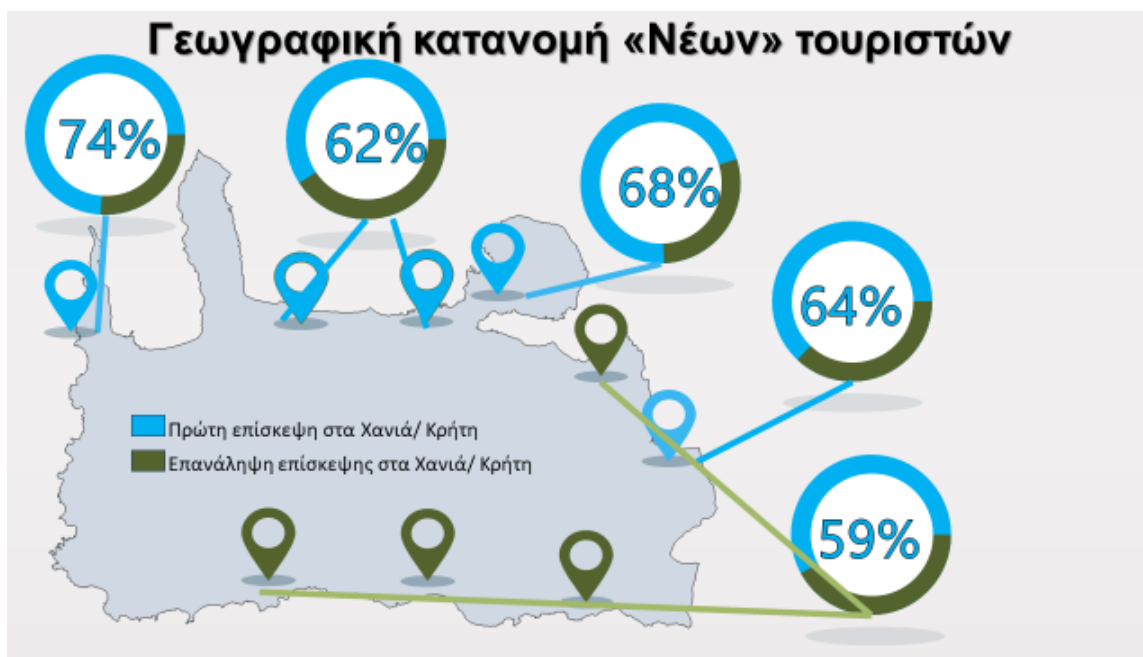 Γεωγραφική κατανομή «Νέων» τουριστών
74%
62%
68%
64%
Πρώτη επίσκεψη στα Χανιά/ Κρήτη
Επανάληψη επίσκεψης στα Χανιά/ Κρήτη
59%